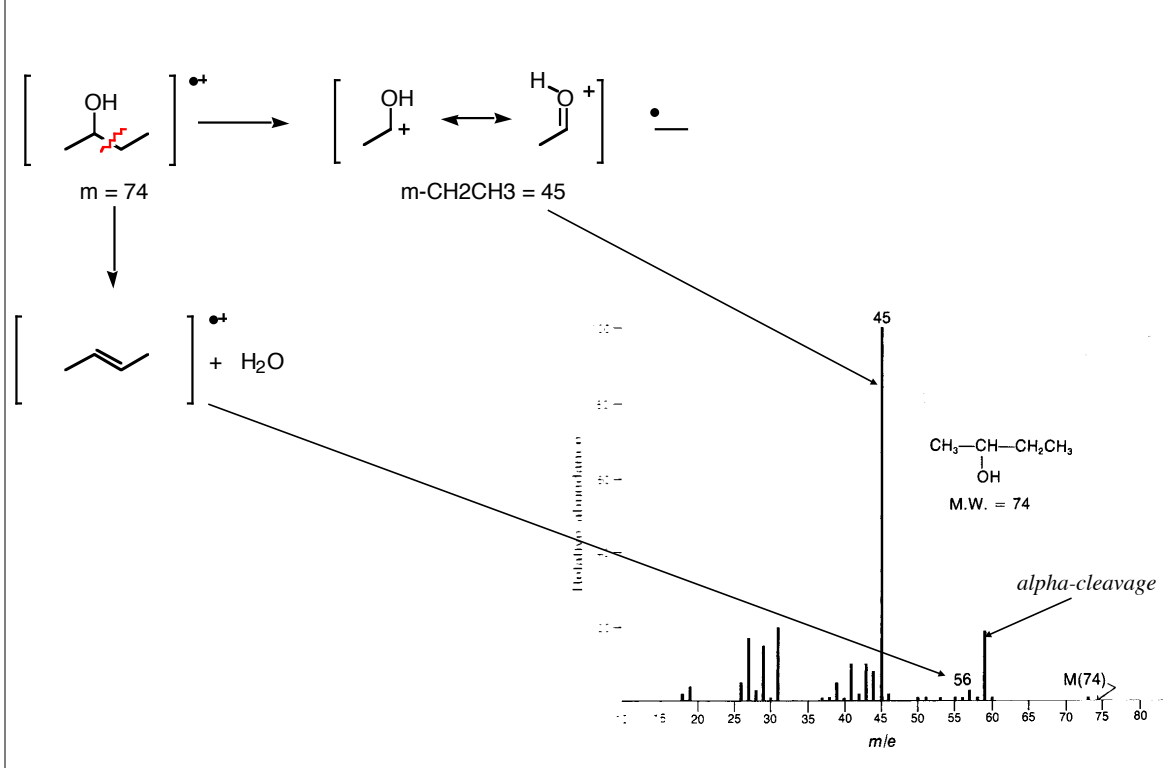 OH
•+
OH
+
H
O
+
•
m = 74
m-CH2CH3 = 45
•+
+ H₂O
45
CH₃—CH—CH₂CH₃
OH
M.W. = 74
alpha-cleavage
56
M(74)
20 25 30 35 40 45 50 55 60 65 70 75 80
m/e